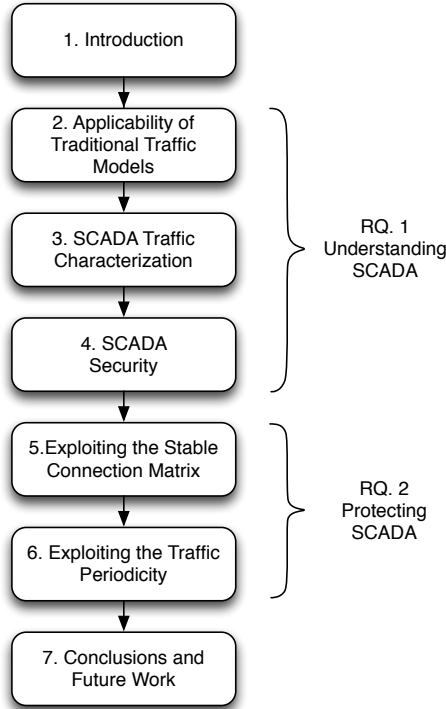 1. Introduction
2. Applicability of
Traditional Traffic
Models
3. SCADA Traffic
Characterization
4. SCADA
Security
RQ. 1
Understanding
SCADA
5.Exploiting the Stable
Connection Matrix
6. Exploiting the Traffic
Periodicity
RQ. 2
Protecting
SCADA
7. Conclusions and
Future Work